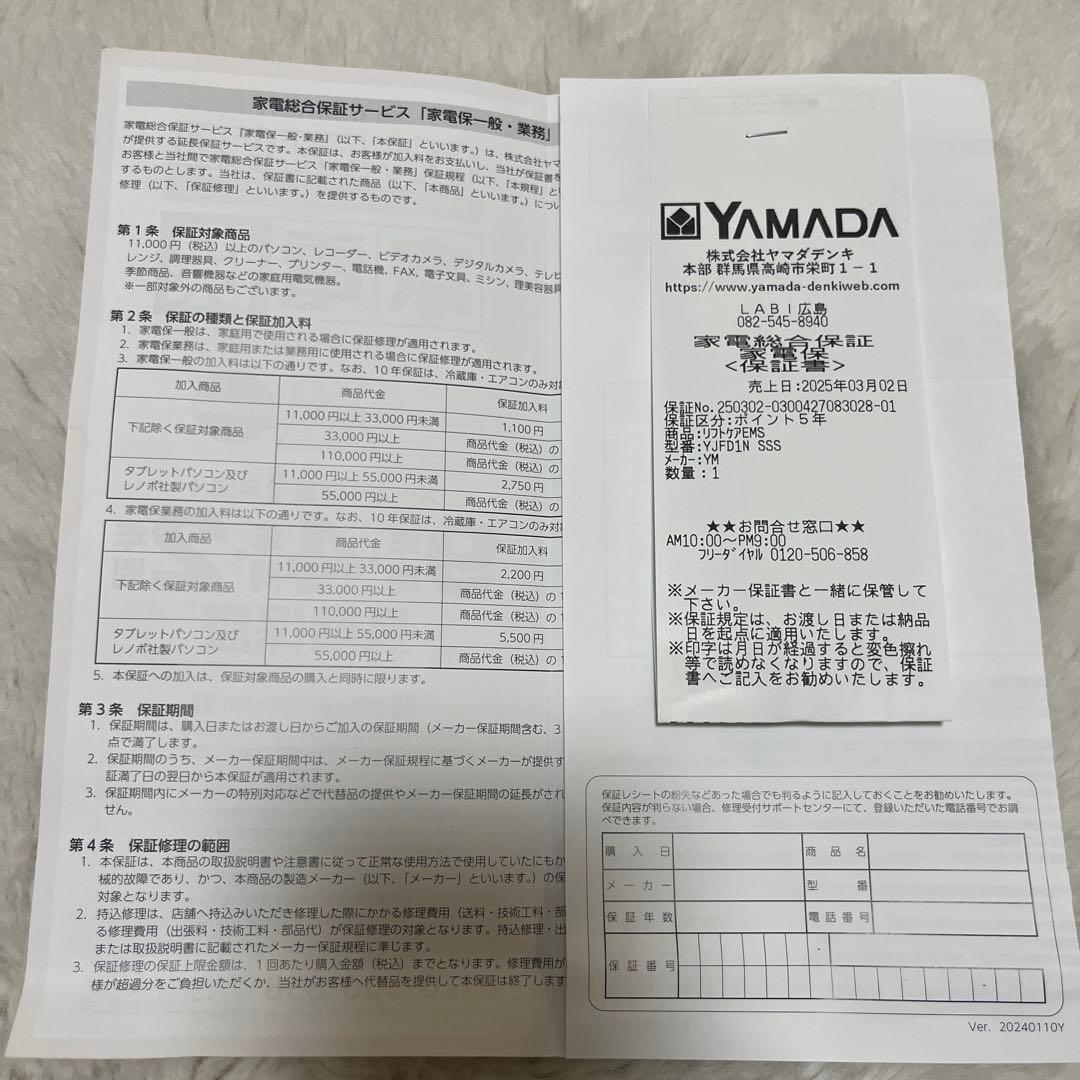 家電総合保証サービス「家電保一般・業務」
家電総合保証サービス「家電保一般・業務」(以下、「本保証」といいます。)は、株式会社ヤマ
が提供する延長保証サービスです。本保証は、お客様が加入料をお支払いし、当社が保証書を
お客様と当社間で家電総合保証サービス「家電保一般・業務」保証規程(以下、「本規程」と
するものとします。当社は、保証書に記載された商品(以下、「本商品」といいます。)につい
修理(以下、「保証修理」といいます。)を提供するものです。
第1条 保証対象商品
11,000円(税込)以上のパソコン、レコーダー、ビデオカメラ、デジタルカメラ、テレビ
レンジ、調理器具、クリーナー、プリンター、電話機、FAX、電子文具、ミシン、理美容器具
季節商品、音響機器などの家庭用電気機器。
※一部対象外の商品もございます。
第2条 保証の種類と保証加入料
1. 家電保一般は、家庭用で使用される場合に保証修理が適用されます。
2. 家電保業務は、家庭用または業務用に使用される場合に保証修理が適用されます。
3. 家電保一般の加入料は以下の通りです。なお、10年保証は、冷蔵庫・エアコンのみ対
加入商品 商品代金 保証加入料
下記除く保証対象商品 11,000円以上33,000円未満 1,100円
33,000円以上 商品代金(税込)の
110,000円以上 商品代金(税込)の
タブレットパソコン及び
レノボ社製パソコン 11,000円以上55,000円未満 2,750円
55,000円以上 商品代金(税込)の
4. 家電保業務の加入料は以下の通りです。なお、10年保証は、冷蔵庫・エアコンのみ対
加入商品 商品代金 保証加入料
下記除く保証対象商品 11,000円以上33,000円未満 2,200円
33,000円以上 商品代金(税込)の
110,000円以上 商品代金(税込)の
タブレットパソコン及び
レノボ社製パソコン 11,000円以上55,000円未満 5,500円
55,000円以上 商品代金(税込)の
5. 本保証への加入は、保証対象商品の購入と同時に限ります。
第3条 保証期間
1. 保証期間は、購入日またはお渡し日からご加入の保証期間(メーカー保証期間含む、3
点で満了します。
2. 保証期間のうち、メーカー保証期間中は、メーカー保証規程に基づくメーカーが提供す
証満了日の翌日から本保証が適用されます。
3. 保証期間内にメーカーの特別対応などで代替品の提供やメーカー保証期間の延長がされ
せん。
第4条 保証修理の範囲
1. 本保証は、本商品の取扱説明書や注意書に従って正常な使用方法で使用していたにもか
械的故障であり、かつ、本商品の製造メーカー(以下、「メーカー」といいます。)の保
対象となります。
2. 持込修理は、店舗へ持込みいただき修理した際にかかる修理費用(送料・技術工料・部
る修理費用(出張料・技術工料・部品代)が保証修理の対象となります。持込修理・出
または取扱説明書に記載されたメーカー保証規程に準じます。
3. 保証修理の保証上限金額は、1回あたり購入金額(税込)までとなります。修理費用が
様が超過分をご負担いただくか、当社がお客様へ代替品を提供して本保証は終了します
YAMADA
株式会社ヤマダデンキ
本部 群馬県高崎市栄町1-1
https://www.yamada-denkiweb.com
LABI広島
082-545-8940
家電総合保証
家電保
<保証書>
売上日:2025年03月02日
保証No.250302-0300427083028-01
保証区分:ポイント5年
商品:リフトケアEMS
型番:YJFD1N SSS
メーカー:YM
数量:1
★★お問合せ窓口★★
AM10:00~PM9:00
フリーダイヤル 0120-506-858
※メーカー保証書と一緒に保管して
下さい。
※保証規定は、お渡し日または納品
日を起点に適用いたします。
※印字は月日が経過すると変色擦れ
等で読めなくなりますので、保証
書へご記入をお勧めいたします。
保証レシートの紛失などあった場合でも判るように記入しておくことをお勧めいたします。
保証内容が判らない場合、修理受付サポートセンターにて、登録いただいた電話番号でお調
べできます。
購入日 商品名
メーカー 型番
保証年数 電話番号
保証番号 - -
Ver. 20240110Y